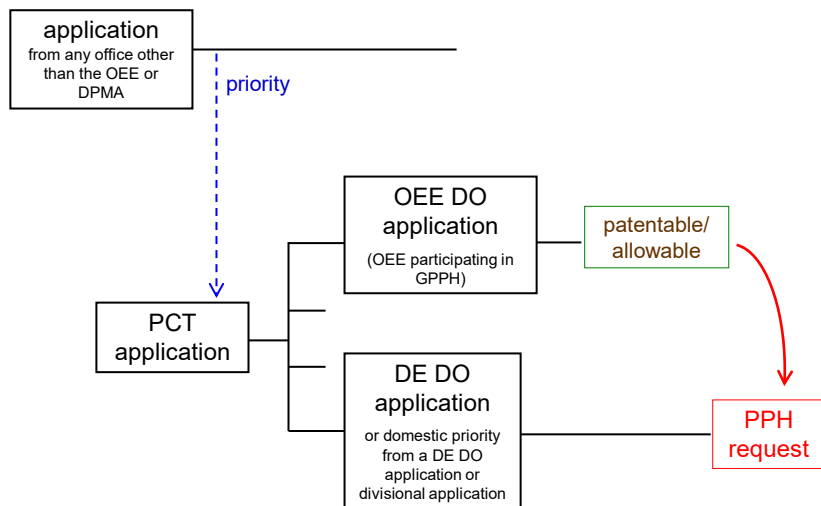 application
from any office other
than the OEE or
DPMA
priority
OEE DO
application
(OEE participating in
GPPH)
patentable/
allowable
PCT
application
DE DO
application
or domestic priority
from a DE DO
application or
divisional application
PPH
request